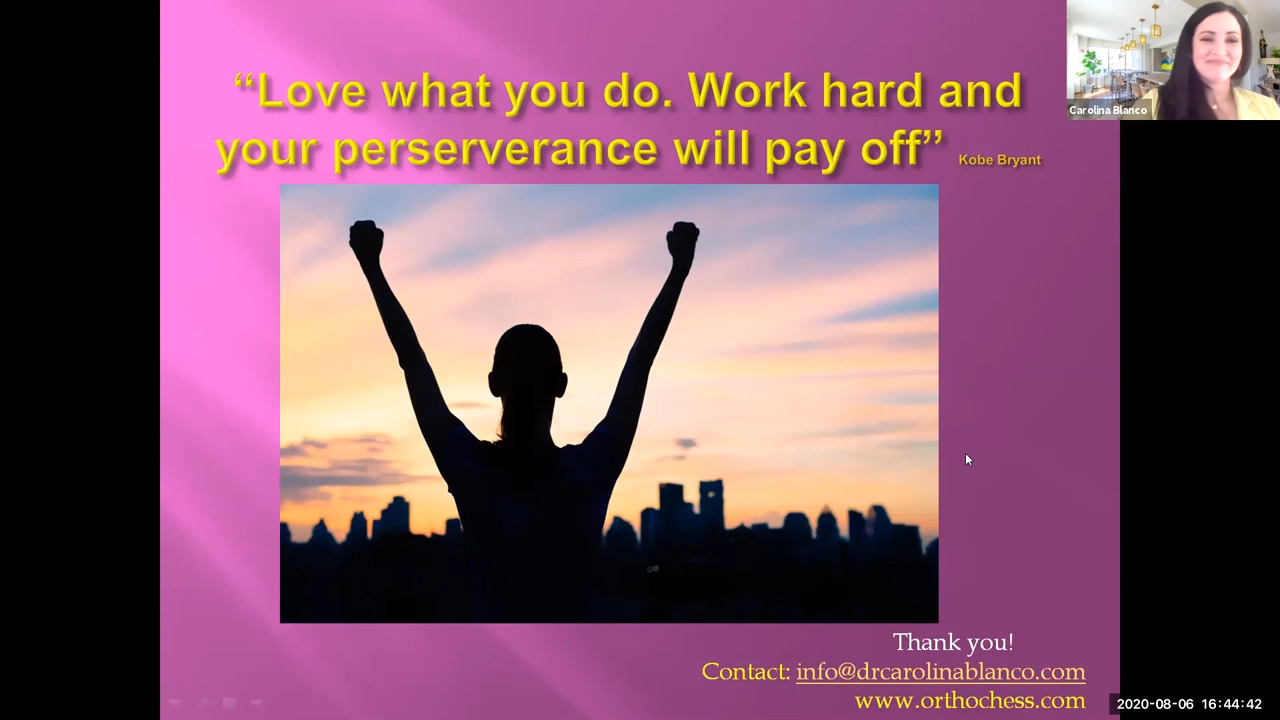 “Love what you do. Work hard and
your perserverance will pay off” Kobe Bryant
Carolina Blanco
Thank you!
Contact: info@drcarolinablanco.com
www.orthochess.com
2020-08-06 16:44:42